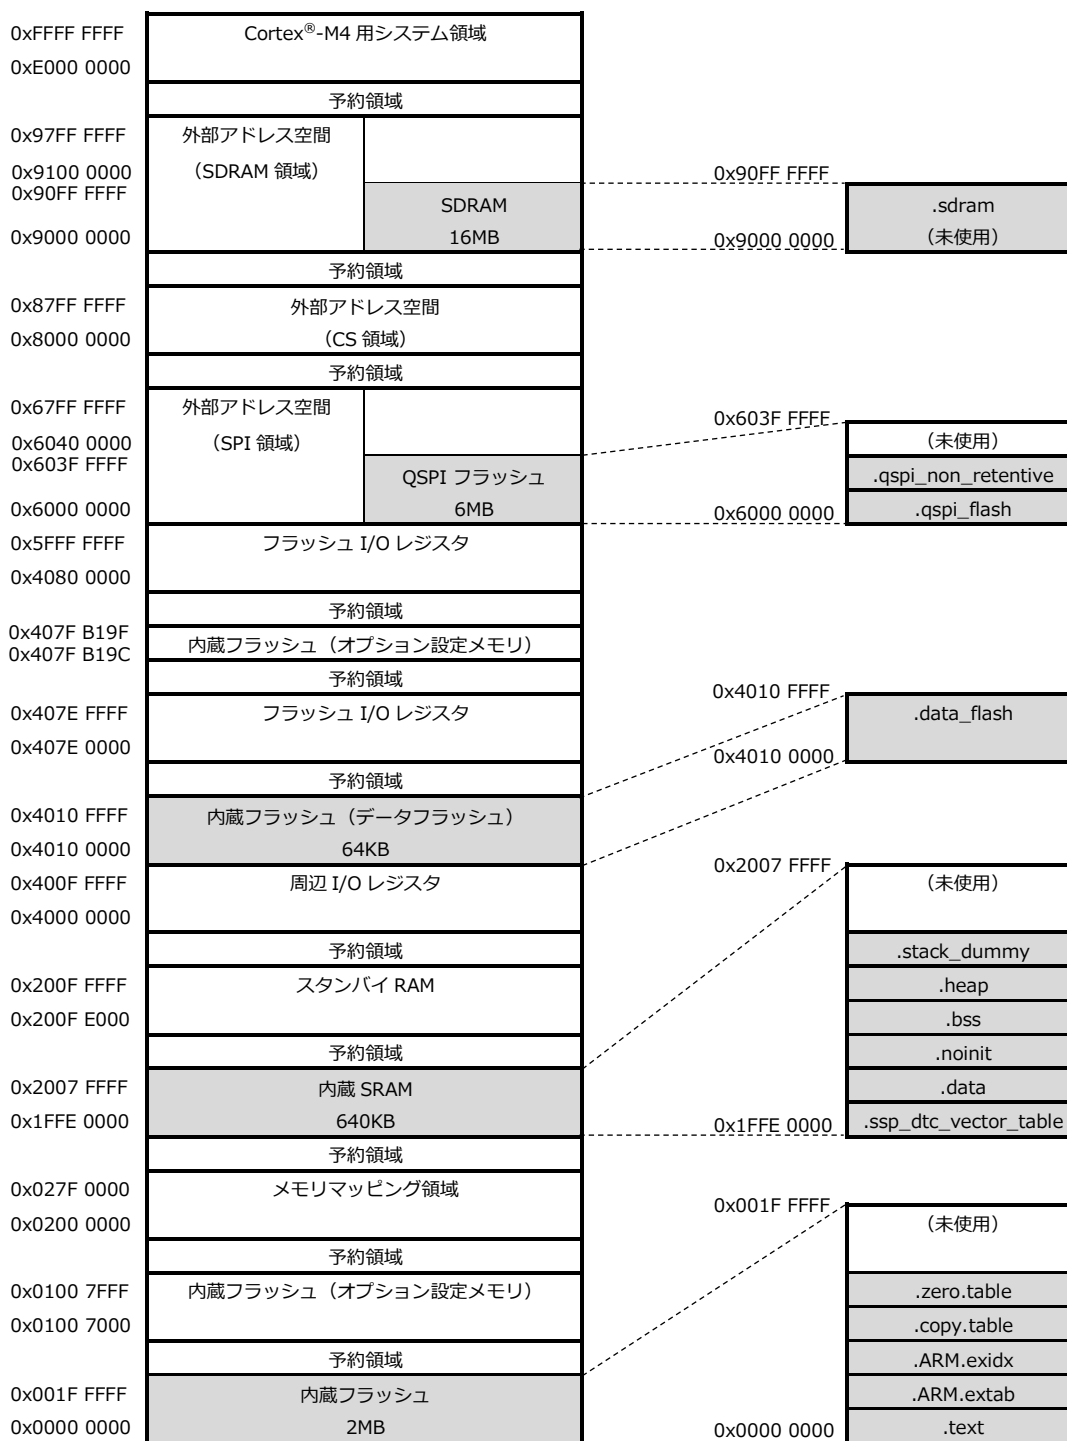 0xFFFF FFFF Cortex®-M4 用システム領域
0xE000 0000
予約領域
0x97FF FFFF 外部アドレス空間
0x9100 0000 （SDRAM 領域） 0x90FF FFFF
0x90FF FFFF SDRAM .sdram
0x9000 0000 16MB 0x9000 0000 （未使用）
予約領域
0x87FF FFFF 外部アドレス空間
0x8000 0000 （CS 領域）
予約領域
0x67FF FFFF 外部アドレス空間 0x603F FFFF
0x6040 0000 （SPI 領域） （未使用）
0x603F FFFF QSPI フラッシュ .qspi_non_retentive
0x6000 0000 6MB 0x6000 0000 .qspi_flash
0x5FFF FFFF フラッシュ I/O レジスタ
0x4080 0000
予約領域
0x407F B19F 内蔵フラッシュ（オプション設定メモリ）
0x407F B19C
予約領域 0x4010 FFFF
0x407E FFFF フラッシュ I/O レジスタ .data_flash
0x407E 0000 0x4010 0000
予約領域
0x4010 FFFF 内蔵フラッシュ（データフラッシュ）
0x4010 0000 64KB 0x2007 FFFF
0x400F FFFF 周辺 I/O レジスタ （未使用）
0x4000 0000
予約領域 .stack_dummy
0x200F FFFF スタンバイ RAM .heap
0x200F E000 .bss
予約領域 .noinit
0x2007 FFFF 内蔵 SRAM .data
0x1FFE 0000 640KB 0x1FFE 0000 .ssp_dtc_vector_table
予約領域
0x027F 0000 メモリマッピング領域 0x001F FFFF
0x0200 0000 （未使用）
予約領域
0x0100 7FFF 内蔵フラッシュ（オプション設定メモリ） .zero.table
0x0100 7000 .copy.table
予約領域 .ARM.exidx
0x001F FFFF 内蔵フラッシュ .ARM.extab
0x0000 0000 2MB 0x0000 0000 .text